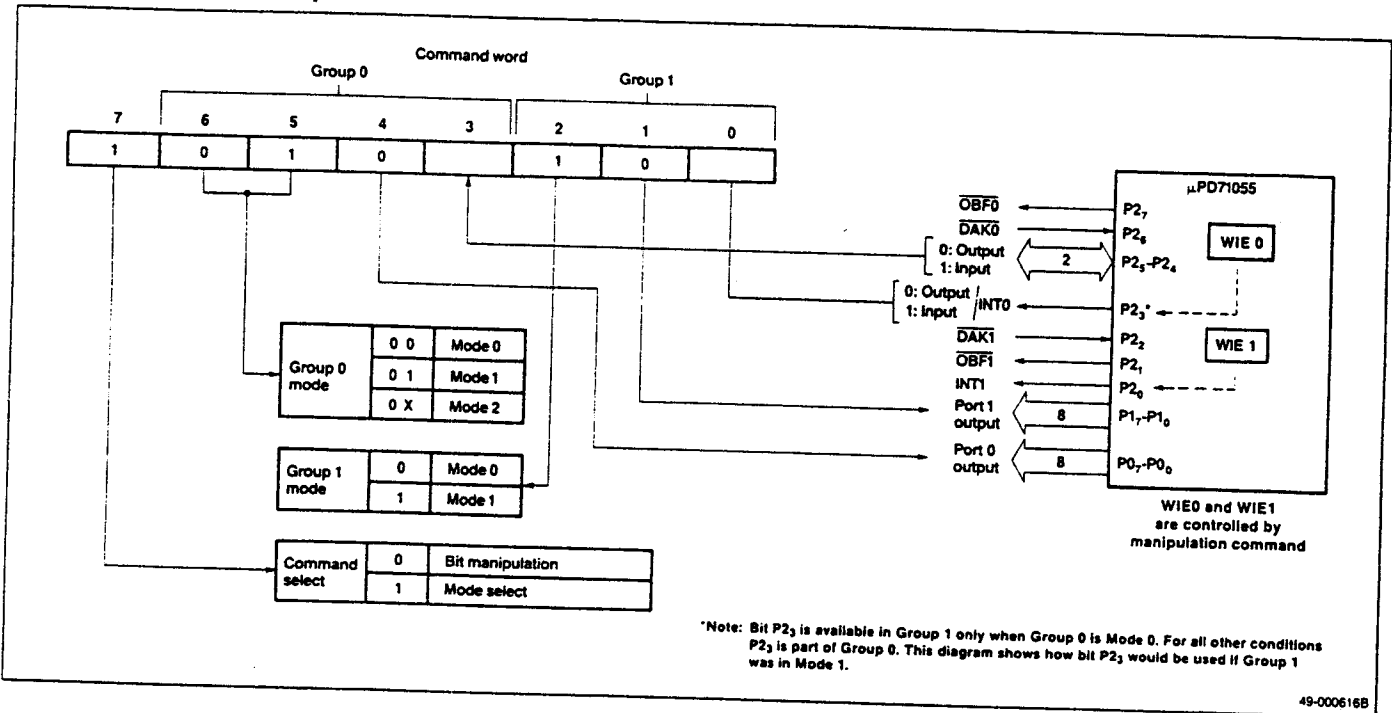 Command word
Group 0
Group 1
7 6 5 4 3 2 1 0
1 0 1 0 1 0
µPD71055
OBF0
P2₇
DAK0
P2₆
WIE 0
0: Output
1: Input
2
P2₅-P2₄
0: Output
1: Input
/INT0
P2₃*
DAK1
P2₂
WIE 1
OBF1
P2₁
INT1
P2₀
Port 1
output
8
P1₇-P1₀
Port 0
output
8
P0₇-P0₀
WIE0 and WIE1
are controlled by
manipulation command
Group 0
mode
0 0 Mode 0
0 1 Mode 1
0 X Mode 2
Group 1
mode
0 Mode 0
1 Mode 1
Command
select
0 Bit manipulation
1 Mode select
*Note: Bit P2₃ is available in Group 1 only when Group 0 is Mode 0. For all other conditions
P2₃ is part of Group 0. This diagram shows how bit P2₃ would be used if Group 1
was in Mode 1.
49-000616B